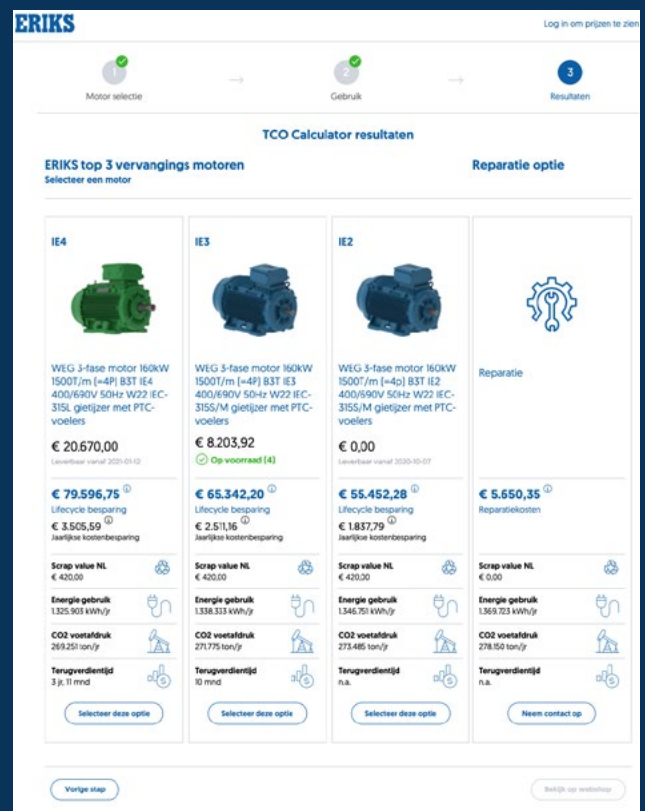 ERIKS
Log in om prijzen te zien
1
2
3
Motor selectie
Gebruik
Resultaten
TCO Calculator resultaten
ERIKS top 3 vervangings motoren
Reparatie optie
Selecteer een motor
IE4
WEG 3-fase motor 160kW
1500T/m (=4P) B3T IE4
400/690V 50Hz W22 IEC-
315L gietijzer met PTC-
voelers
€ 20.670,00
Leverbaar vanaf 2021-01-12
€ 79.596,75
Lifecycle besparing
€ 3.505,59
Jaarlijkse kostenbesparing
Scrap value NL
€ 420,00
Energie gebruik
1.325.903 kWh/jr
CO2 voetafdruk
269.251 ton/jr
Terugverdientijd
3 jr, 11 mnd
Selecteer deze optie
IE3
WEG 3-fase motor 160kW
1500T/m (=4P) B3T IE3
400/690V 50Hz W22 IEC-
315S/M gietijzer met PTC-
voelers
€ 8.203,92
Op voorraad (4)
€ 65.342,20
Lifecycle besparing
€ 2.511,16
Jaarlijkse kostenbesparing
Scrap value NL
€ 420,00
Energie gebruik
1.338.333 kWh/jr
CO2 voetafdruk
271.775 ton/jr
Terugverdientijd
10 mnd
Selecteer deze optie
IE2
WEG 3-fase motor 160kW
1500T/m (=4p) B3T IE2
400/690V 50Hz W22 IEC-
315S/M gietijzer met PTC-
voelers
€ 0,00
Leverbaar vanaf 2020-10-07
€ 55.452,28
Lifecycle besparing
€ 1.837,79
Jaarlijkse kostenbesparing
Scrap value NL
€ 420,00
Energie gebruik
1.346.751 kWh/jr
CO2 voetafdruk
273.485 ton/jr
Terugverdientijd
n.a.
Selecteer deze optie
Reparatie
€ 5.650,35
Reparatiekosten
Scrap value NL
€ 0,00
Energie gebruik
1.369.723 kWh/jr
CO2 voetafdruk
278.150 ton/jr
Terugverdientijd
n.a.
Neem contact op
Vorige stap
Bekijk op webshop